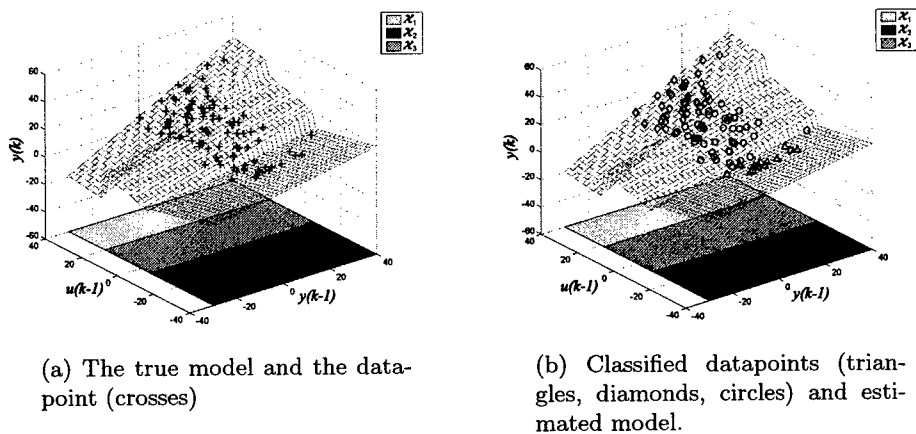 𝒳₁
𝒳₂
𝒳₃
60
40
20
0
-20
-40
-60
y(k)
40
20
0
-20
-40
u(k-1)
-40
-20
0
20
40
y(k-1)
(a) The true model and the data-
point (crosses)
𝒳₁
𝒳₂
𝒳₃
60
40
20
0
-20
-40
-60
y(k)
40
20
0
-20
-40
u(k-1)
-40
-20
0
20
40
y(k-1)
(b) Classified datapoints (trian-
gles, diamonds, circles) and esti-
mated model.